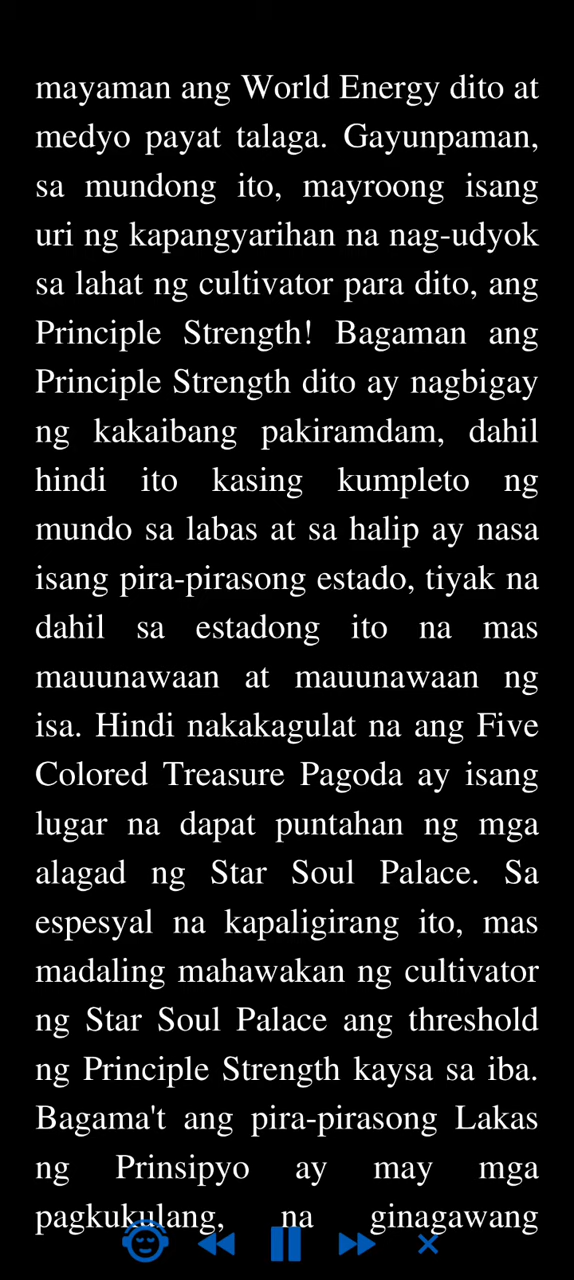 mayaman ang World Energy dito at
medyo payat talaga. Gayunpaman,
sa mundong ito, mayroong isang
uri ng kapangyarihan na nag-udyok
sa lahat ng cultivator para dito, ang
Principle Strength! Bagaman ang
Principle Strength dito ay nagbigay
ng kakaibang pakiramdam, dahil
hindi ito kasing kumpleto ng
mundo sa labas at sa halip ay nasa
isang pira-pirasong estado, tiyak na
dahil sa estadong ito na mas
mauunawaan at mauunawaan ng
isa. Hindi nakakagulat na ang Five
Colored Treasure Pagoda ay isang
lugar na dapat puntahan ng mga
alagad ng Star Soul Palace. Sa
espesyal na kapaligirang ito, mas
madaling mahawakan ng cultivator
ng Star Soul Palace ang threshold
ng Principle Strength kaysa sa iba.
Bagama't ang pira-pirasong Lakas
ng Prinsipyo ay may mga
pagkukulang, na ginagawang